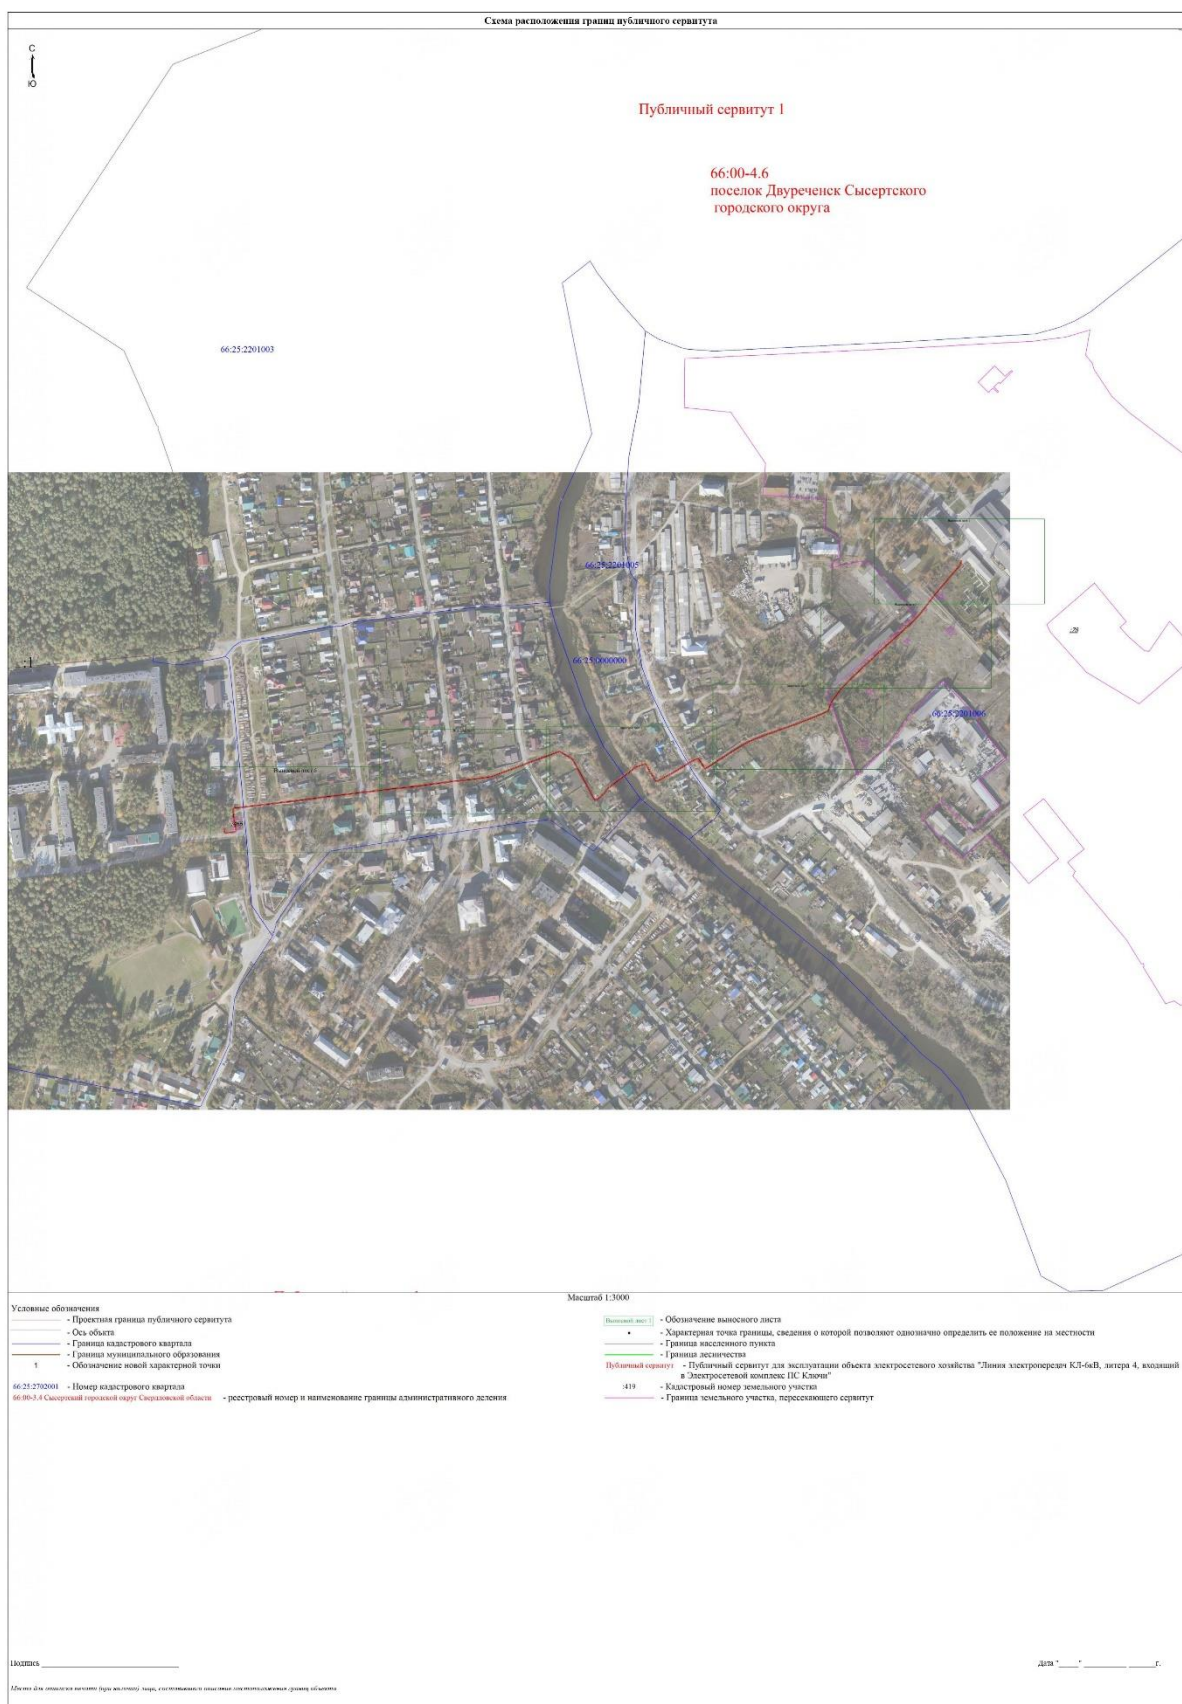 Схема расположения границ публичного сервитута
С
Ю
Публичный сервитут 1
66:00-4.6
поселок Двуреченск Сысертского
городского округа
66:25:2201003
66:25:2201005
66:25:0000000
66:25:2201006
Масштаб 1:3000
Условные обозначения
- Проектная граница публичного сервитута
- Ось объекта
- Граница кадастрового квартала
- Граница муниципального образования
1 - Обозначение новой характерной точки
66:25:2702001 - Номер кадастрового квартала
66:00-3.4 Сысертский городской округ Свердловской области - реестровый номер и наименование границы административного деления
Выносной лист 2 - Обозначение выносного листа
- Характерная точка границы, сведения о которой позволяют однозначно определить ее положение на местности
- Граница населенного пункта
- Граница лесничества
Публичный сервитут - Публичный сервитут для эксплуатации объекта электросетевого хозяйства "Линия электропередач КЛ-6кВ, литера 4, входящий
в Электросетевой комплекс ПС Ключи"
:419 - Кадастровый номер земельного участка
- Граница земельного участка, пересекающего сервитут
Подпись
Дата "____" ___________ ______г.